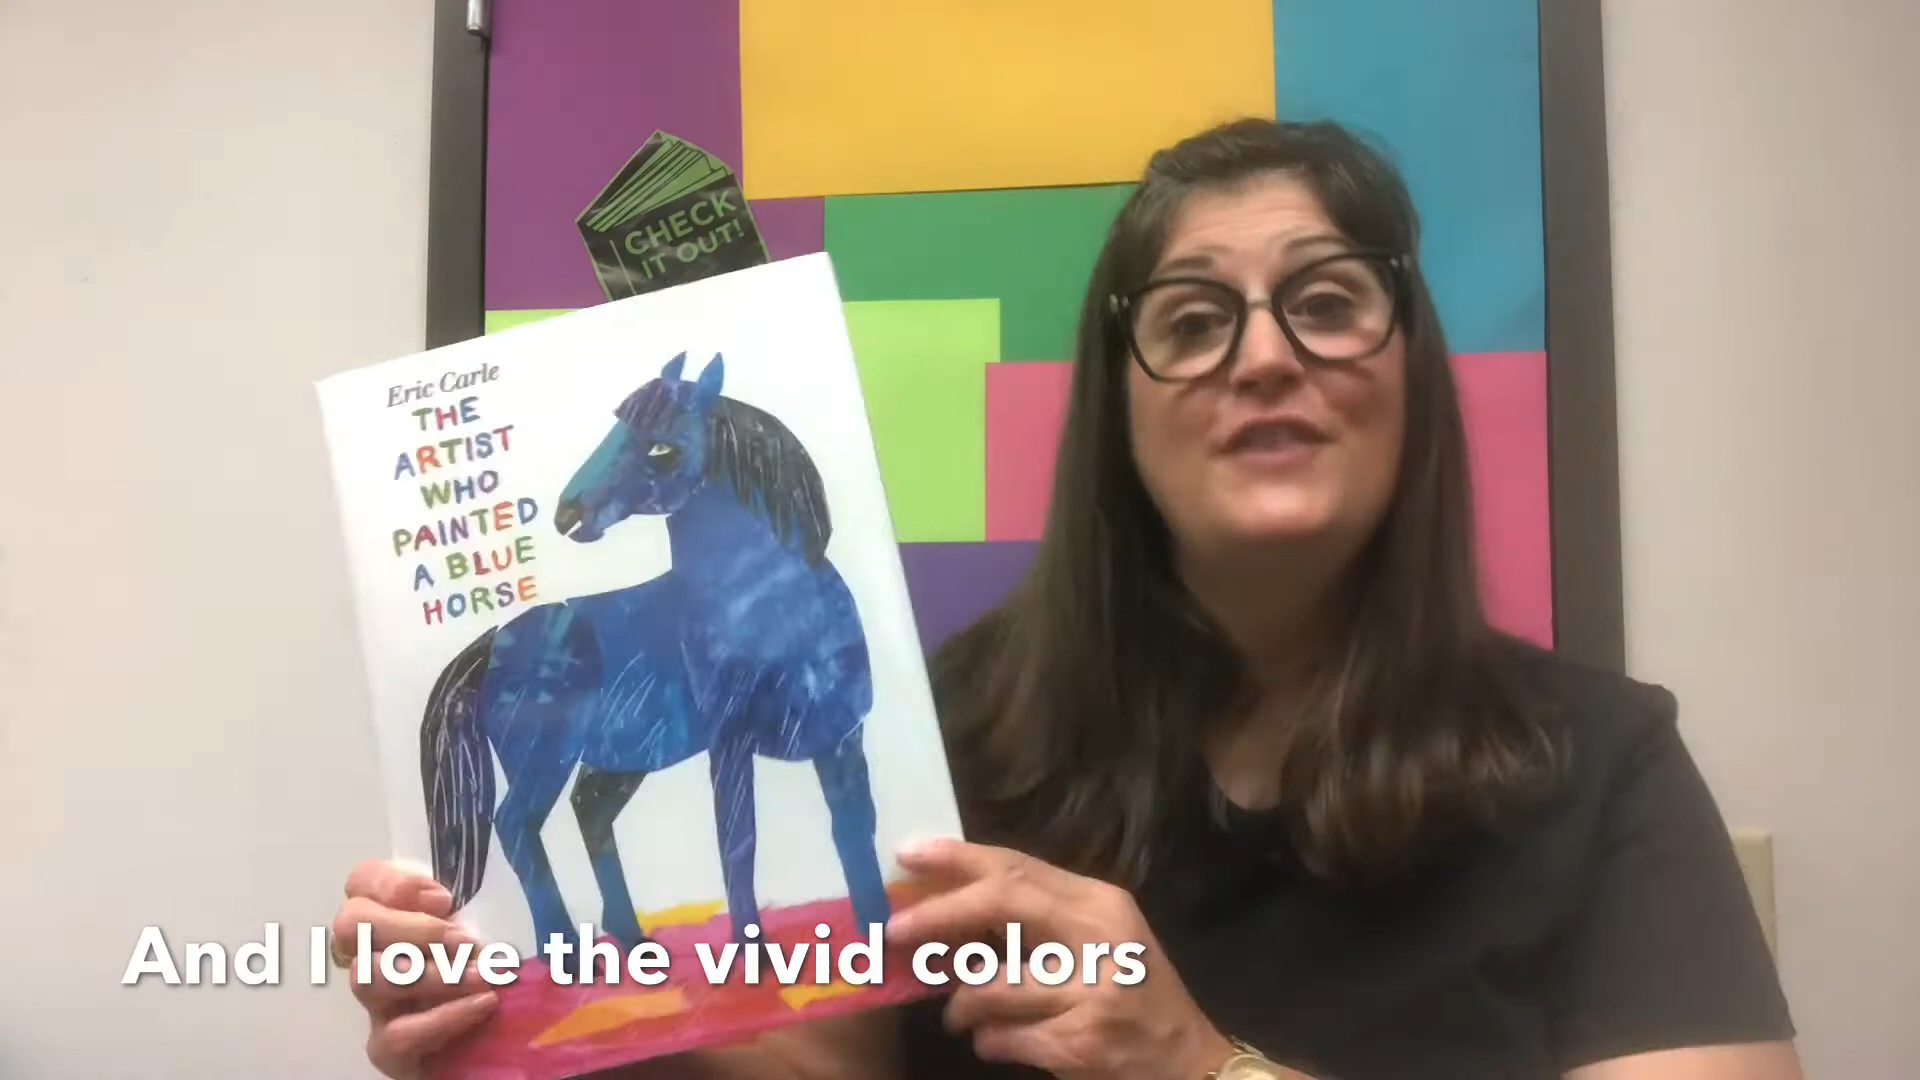 CHECK
IT OUT!
Eric Carle
THE
ARTIST
WHO
PAINTED
A BLUE
HORSE
And I love the vivid colors